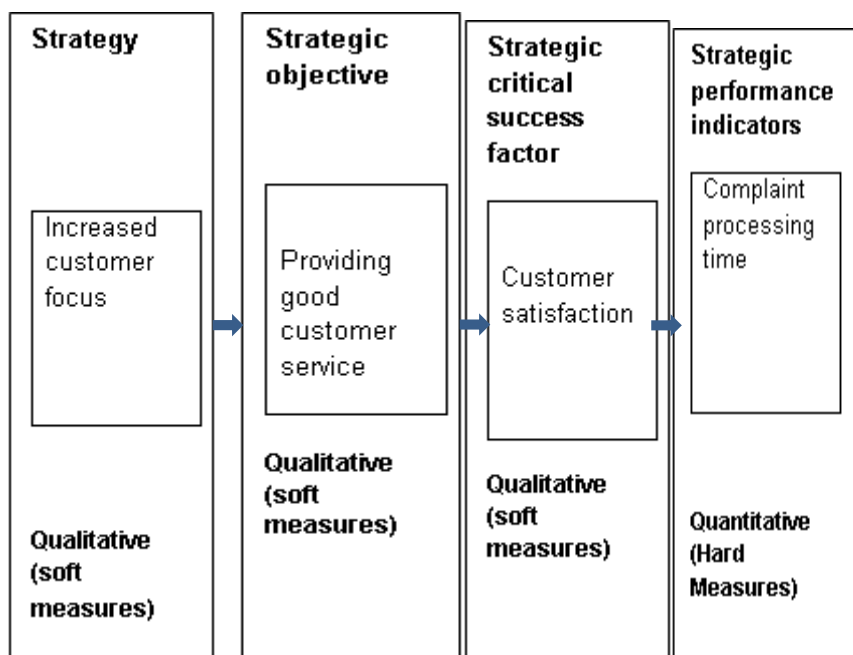 Strategy
Increased
customer
focus
Qualitative
(soft
measures)
Strategic
objective
Providing
good
customer
service
Qualitative
(soft
measures)
Strategic
critical
success
factor
Customer
satisfaction
Qualitative
(soft
measures)
Strategic
performance
indicators
Complaint
processing
time
Quantitative
(Hard
Measures)